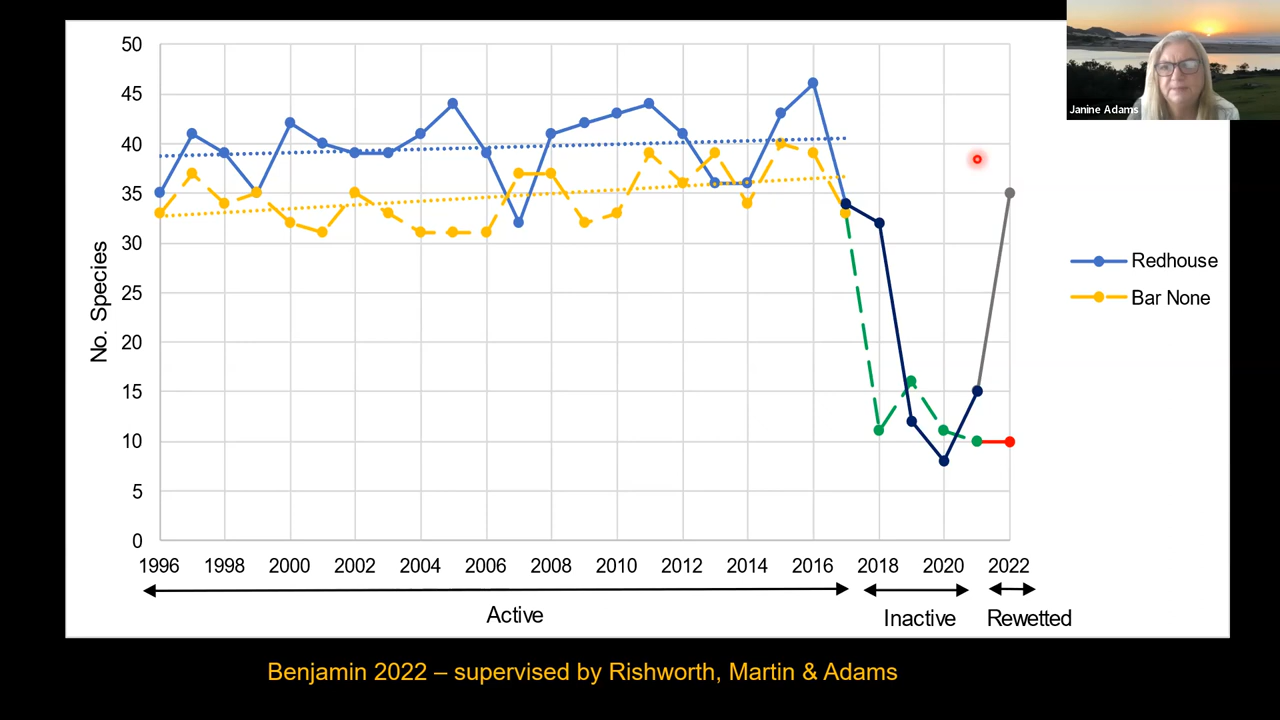 Janine Adams
50
45
40
35
30
25
20
15
10
5
0
No. Species
1996 1998 2000 2002 2004 2006 2008 2010 2012 2014 2016 2018 2020 2022
Active
Inactive
Rewetted
Redhouse
Bar None
Benjamin 2022 – supervised by Rishworth, Martin & Adams